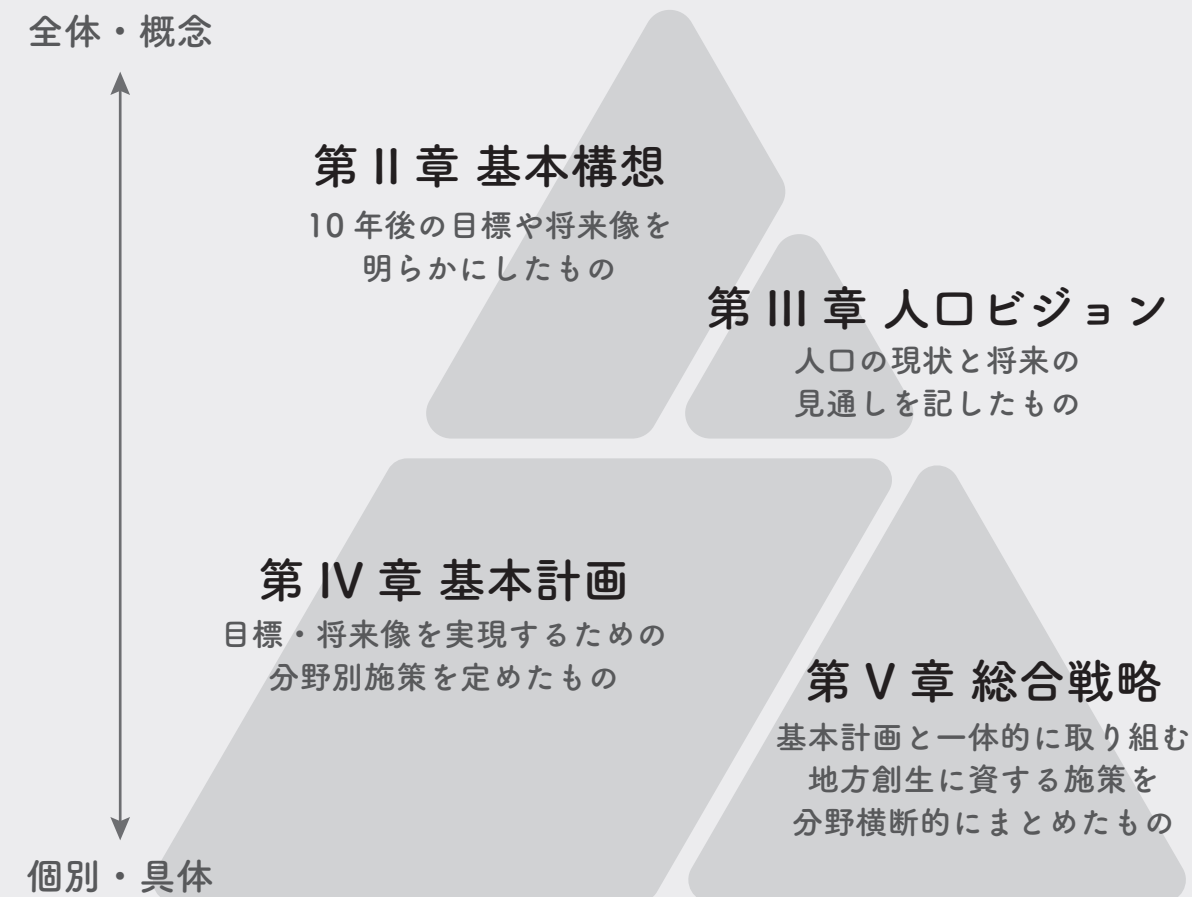 全体・概念
第 II 章 基本構想
10 年後の目標や将来像を
明らかにしたもの
第 III 章 人口ビジョン
人口の現状と将来の
見通しを記したもの
第 IV 章 基本計画
目標・将来像を実現するための
分野別施策を定めたもの
第 V 章 総合戦略
基本計画と一体的に取り組む
地方創生に資する施策を
分野横断的にまとめたもの
個別・具体